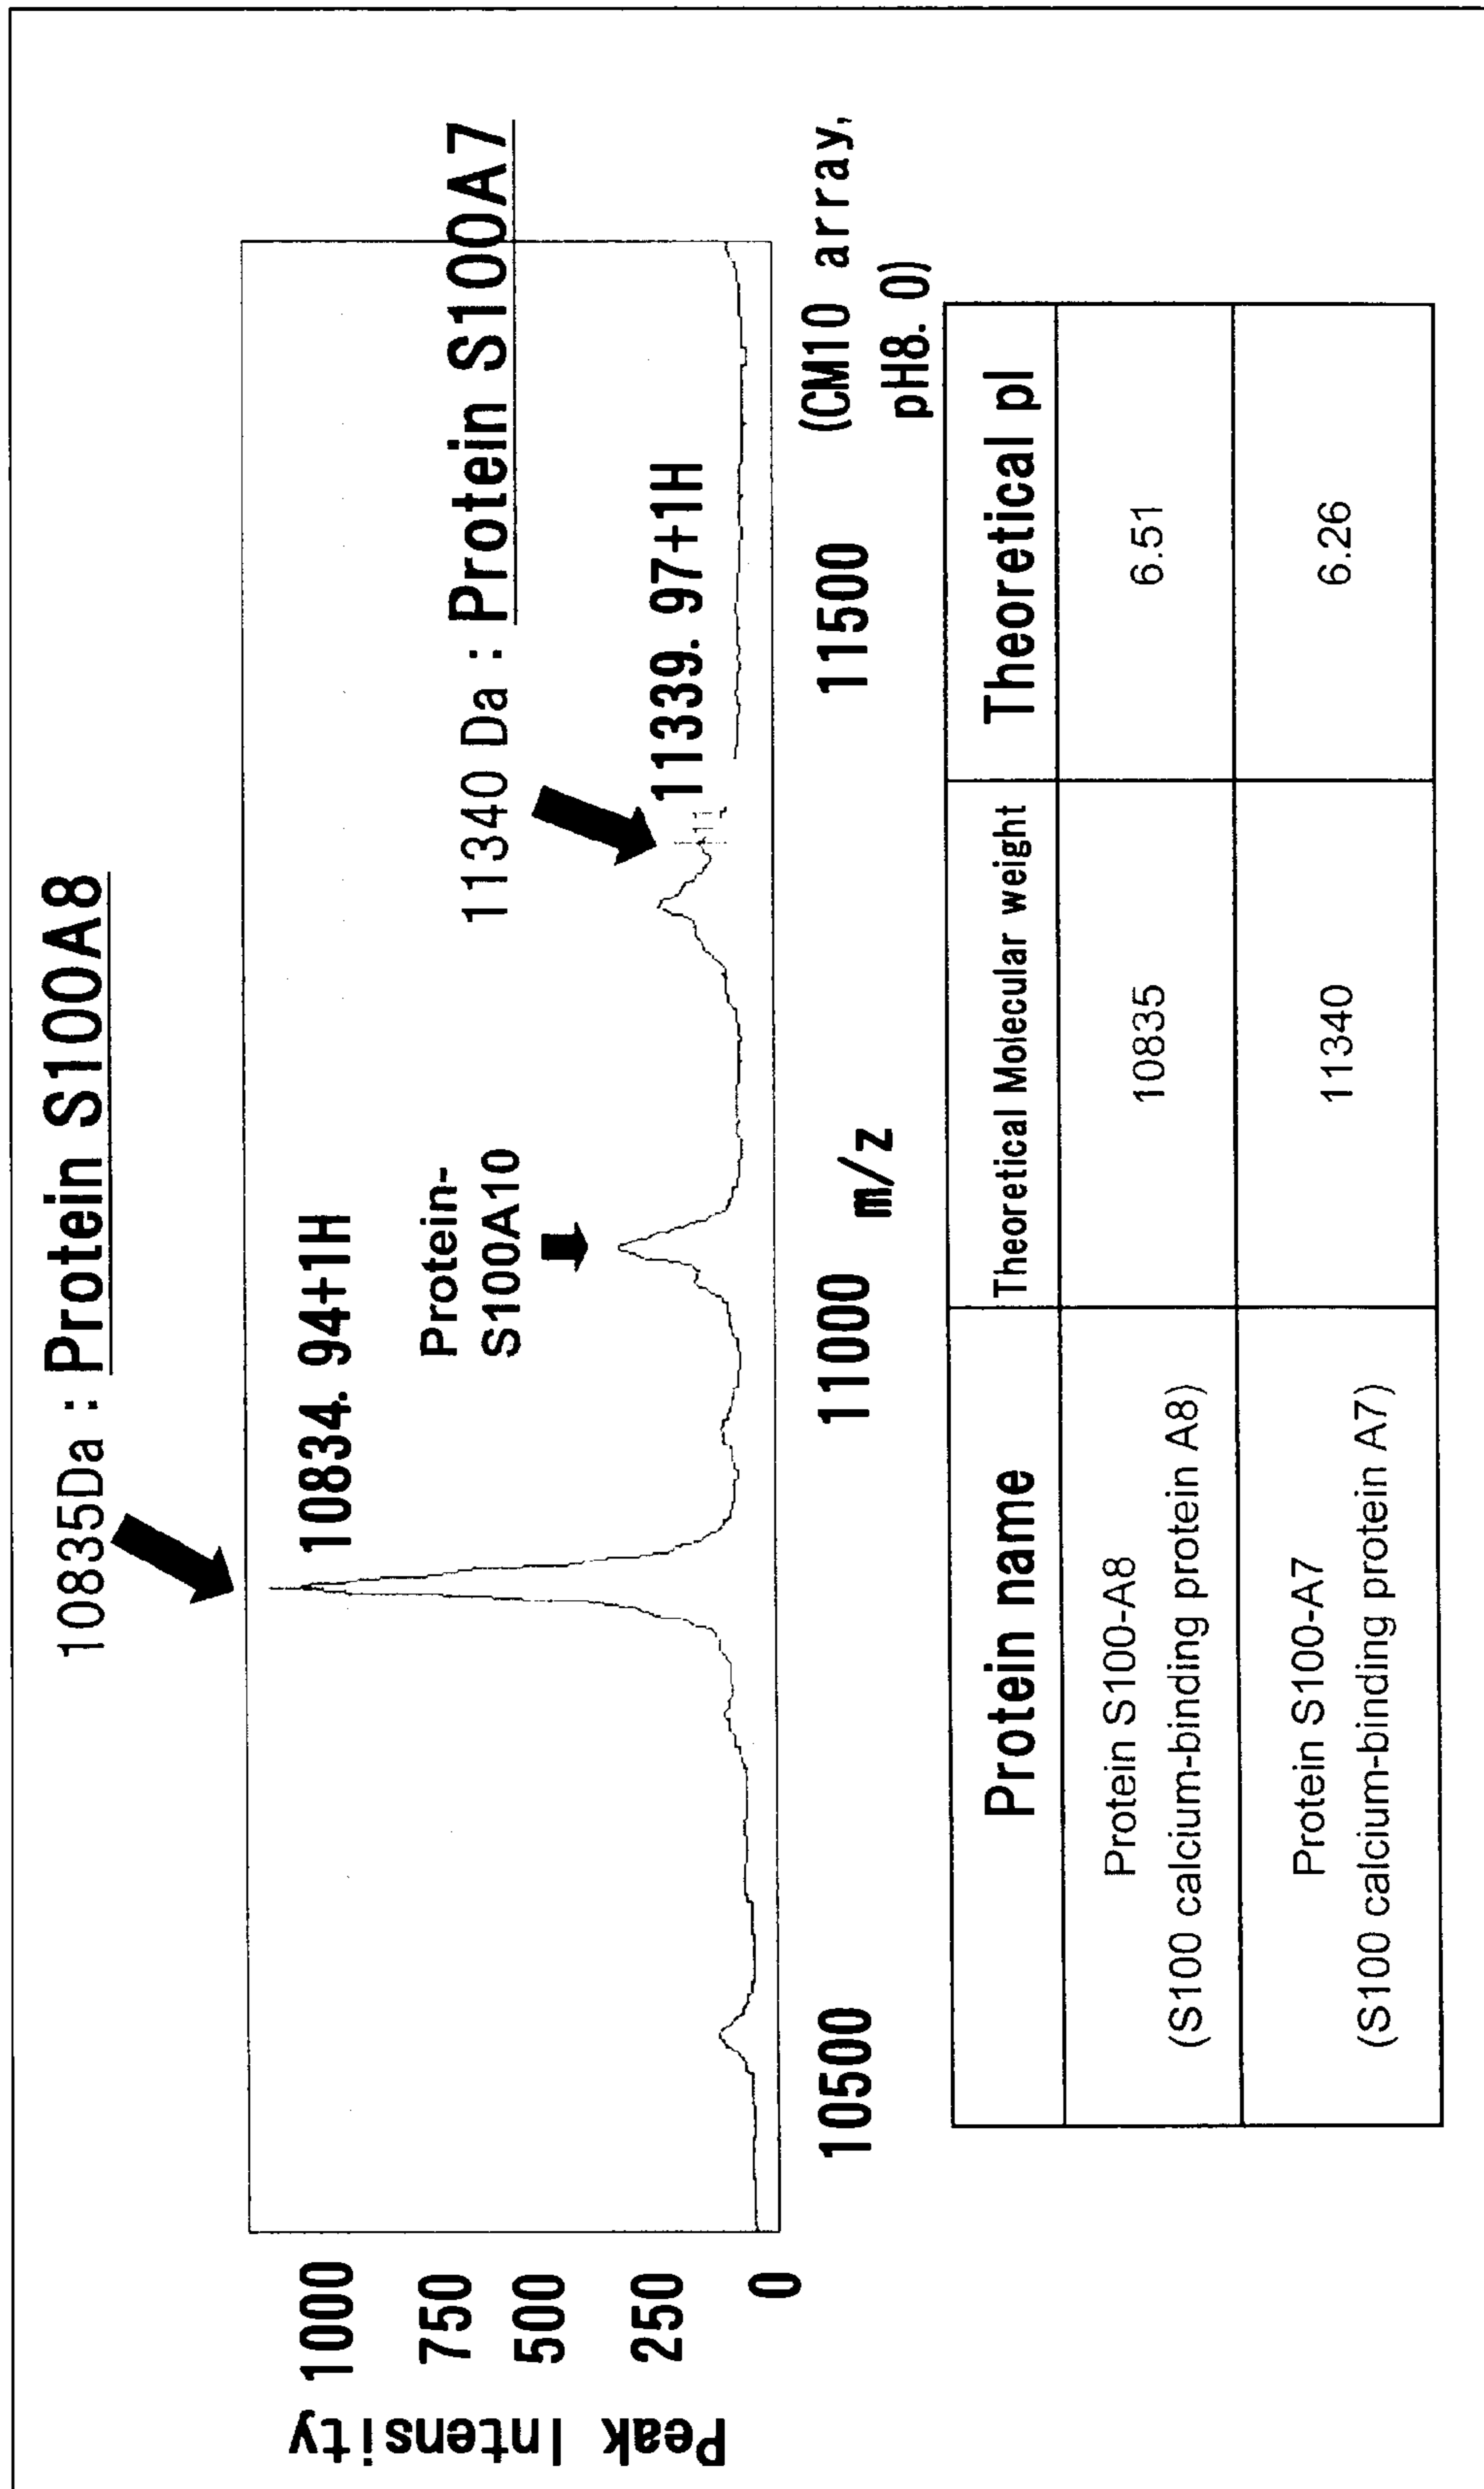 10835Da : Protein S100A8
10834. 94+1H
Protein-
S100A10
11340 Da : Protein S100A7
11339. 97+1H
Peak Intensity
1000
750
500
250
0
10500
11000
11500
m/z
(CM10 array,
pH8. 0)
Protein name
Theoretical Molecular weight
Theoretical pI
Protein S100-A8
(S100 calcium-binding protein A8)
10835
6.51
Protein S100-A7
(S100 calcium-binding protein A7)
11340
6.26